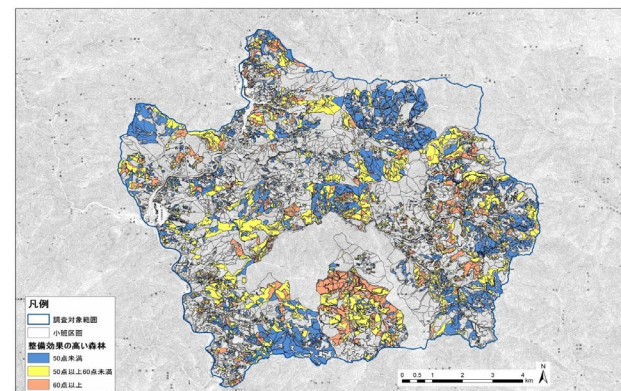 凡例
調査対象範囲
小班区画
整備効果の高い森林
50点未満
50点以上60点未満
60点以上
0 0.5 1 2 3 4
km
N